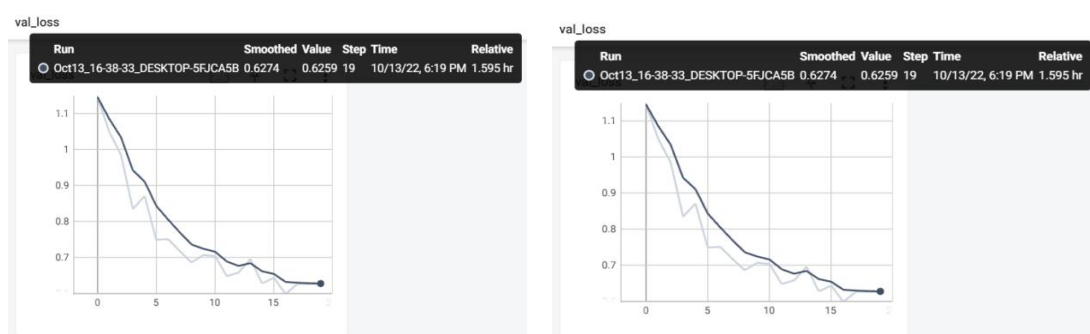 val_loss
Run Smoothed Value Step Time Relative
Oct13_16-38-33_DESKTOP-5FJCA5B 0.6274 0.6259 19 10/13/22, 6:19 PM 1.595 hr
1.1
1
0.9
0.8
0.7
0 5 10 15
val_loss
Run Smoothed Value Step Time Relative
Oct13_16-38-33_DESKTOP-5FJCA5B 0.6274 0.6259 19 10/13/22, 6:19 PM 1.595 hr
1.1
1
0.9
0.8
0.7
0 5 10 15